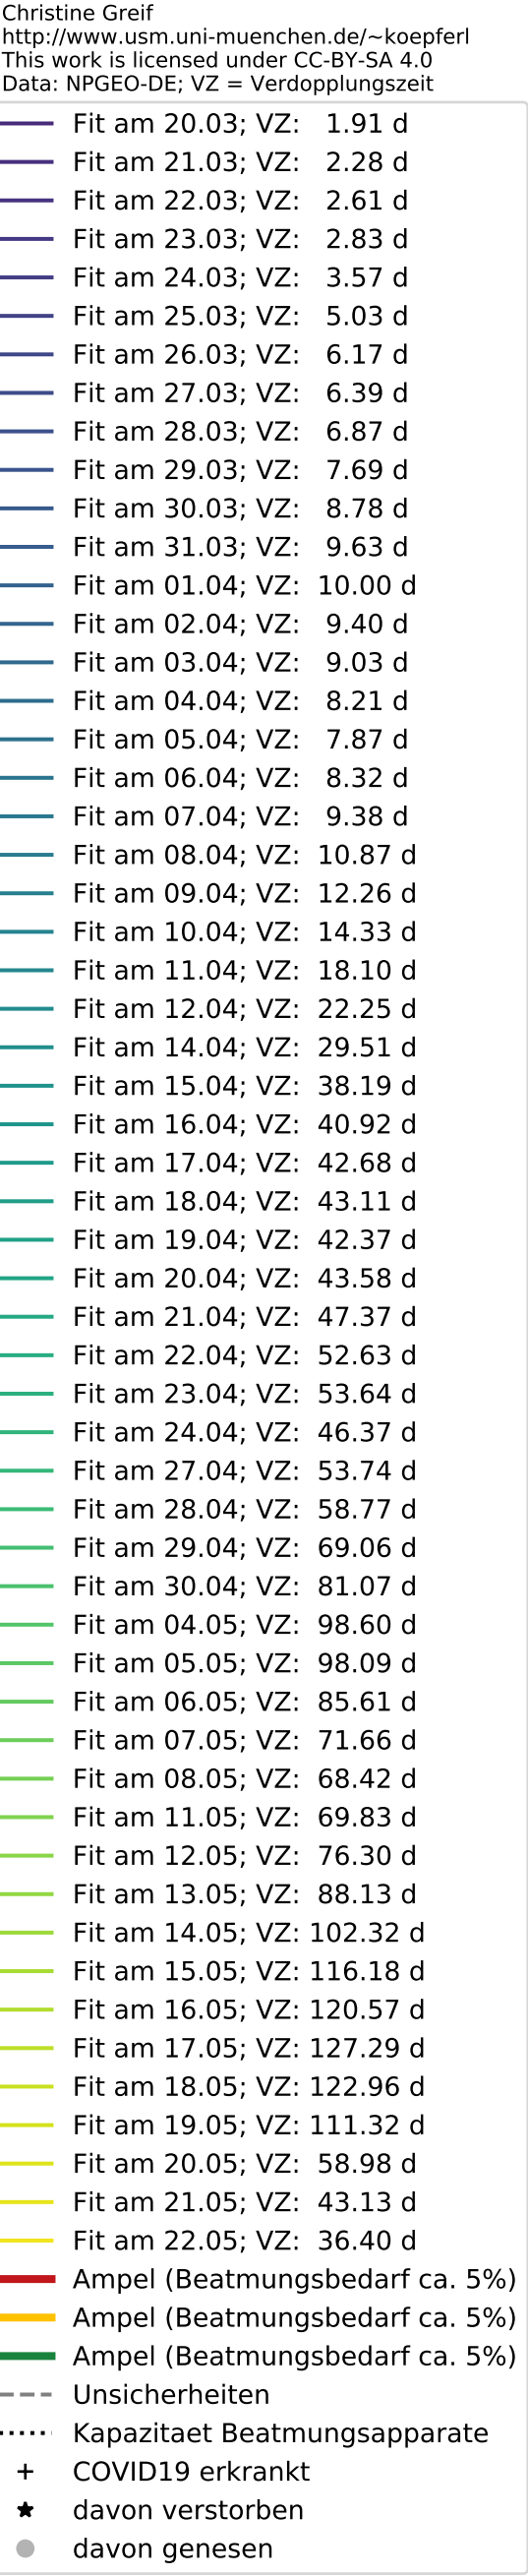 Christine Greif
http://www.usm.uni-muenchen.de/~koepferl
This work is licensed under CC-BY-SA 4.0
Data: NPGEO-DE; VZ = Verdopplungszeit
Fit am 20.03; VZ: 1.91 d
Fit am 21.03; VZ: 2.28 d
Fit am 22.03; VZ: 2.61 d
Fit am 23.03; VZ: 2.83 d
Fit am 24.03; VZ: 3.57 d
Fit am 25.03; VZ: 5.03 d
Fit am 26.03; VZ: 6.17 d
Fit am 27.03; VZ: 6.39 d
Fit am 28.03; VZ: 6.87 d
Fit am 29.03; VZ: 7.69 d
Fit am 30.03; VZ: 8.78 d
Fit am 31.03; VZ: 9.63 d
Fit am 01.04; VZ: 10.00 d
Fit am 02.04; VZ: 9.40 d
Fit am 03.04; VZ: 9.03 d
Fit am 04.04; VZ: 8.21 d
Fit am 05.04; VZ: 7.87 d
Fit am 06.04; VZ: 8.32 d
Fit am 07.04; VZ: 9.38 d
Fit am 08.04; VZ: 10.87 d
Fit am 09.04; VZ: 12.26 d
Fit am 10.04; VZ: 14.33 d
Fit am 11.04; VZ: 18.10 d
Fit am 12.04; VZ: 22.25 d
Fit am 14.04; VZ: 29.51 d
Fit am 15.04; VZ: 38.19 d
Fit am 16.04; VZ: 40.92 d
Fit am 17.04; VZ: 42.68 d
Fit am 18.04; VZ: 43.11 d
Fit am 19.04; VZ: 42.37 d
Fit am 20.04; VZ: 43.58 d
Fit am 21.04; VZ: 47.37 d
Fit am 22.04; VZ: 52.63 d
Fit am 23.04; VZ: 53.64 d
Fit am 24.04; VZ: 46.37 d
Fit am 27.04; VZ: 53.74 d
Fit am 28.04; VZ: 58.77 d
Fit am 29.04; VZ: 69.06 d
Fit am 30.04; VZ: 81.07 d
Fit am 04.05; VZ: 98.60 d
Fit am 05.05; VZ: 98.09 d
Fit am 06.05; VZ: 85.61 d
Fit am 07.05; VZ: 71.66 d
Fit am 08.05; VZ: 68.42 d
Fit am 11.05; VZ: 69.83 d
Fit am 12.05; VZ: 76.30 d
Fit am 13.05; VZ: 88.13 d
Fit am 14.05; VZ: 102.32 d
Fit am 15.05; VZ: 116.18 d
Fit am 16.05; VZ: 120.57 d
Fit am 17.05; VZ: 127.29 d
Fit am 18.05; VZ: 122.96 d
Fit am 19.05; VZ: 111.32 d
Fit am 20.05; VZ: 58.98 d
Fit am 21.05; VZ: 43.13 d
Fit am 22.05; VZ: 36.40 d
Ampel (Beatmungsbedarf ca. 5%)
Ampel (Beatmungsbedarf ca. 5%)
Ampel (Beatmungsbedarf ca. 5%)
Unsicherheiten
Kapazitaet Beatmungsapparate
COVID19 erkrankt
davon verstorben
davon genesen